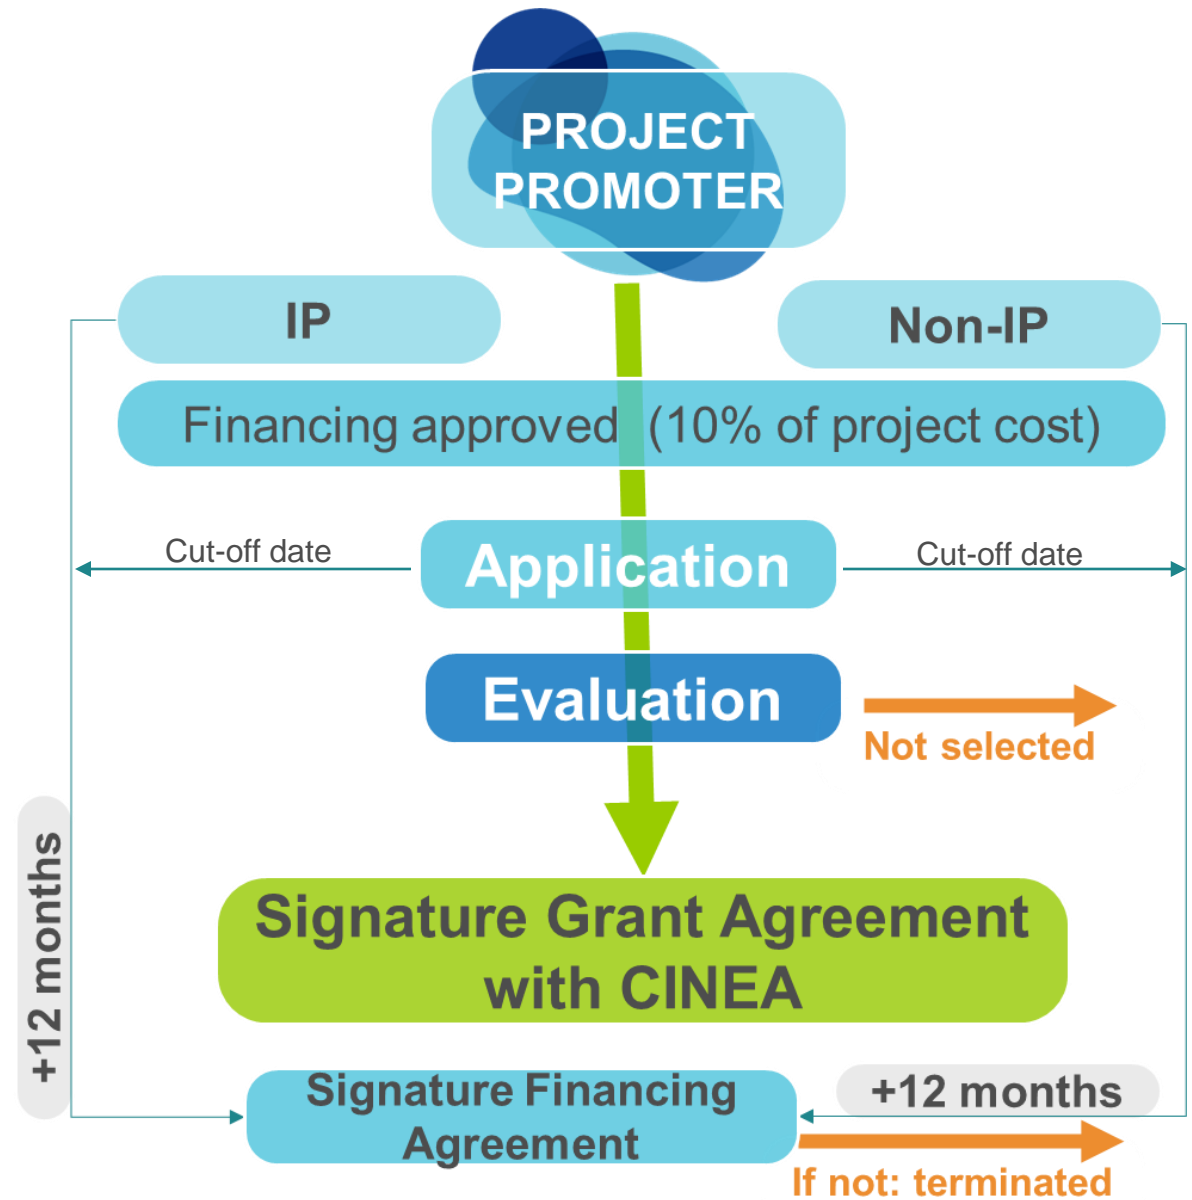 PROJECT
PROMOTER
IP
Non-IP
Financing approved (10% of project cost)
Cut-off date
Application
Cut-off date
Evaluation
Not selected
+12 months
Signature Grant Agreement
with CINEA
Signature Financing
Agreement
+12 months
If not: terminated